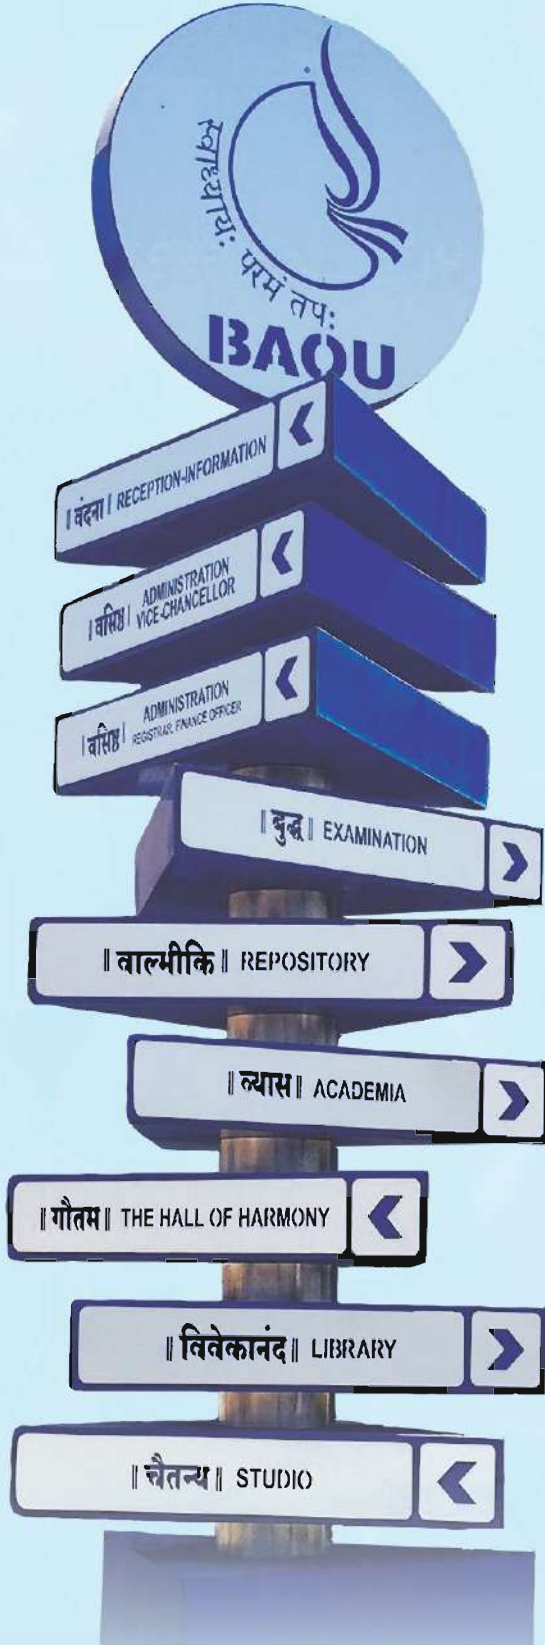 स्वाध्यायः परमं तपः
BAOU
॥ वंदना ॥ RECEPTION-INFORMATION
॥ वसिष्ठ ॥ ADMINISTRATION
VICE-CHANCELLOR
॥ वसिष्ठ ॥ ADMINISTRATION
REGISTRAR, FINANCE OFFICER
॥ बुद्ध ॥ EXAMINATION
॥ वाल्मीकि ॥ REPOSITORY
॥ व्यास ॥ ACADEMIA
॥ गौतम ॥ THE HALL OF HARMONY
॥ विवेकानंद ॥ LIBRARY
॥ चैतन्य ॥ STUDIO